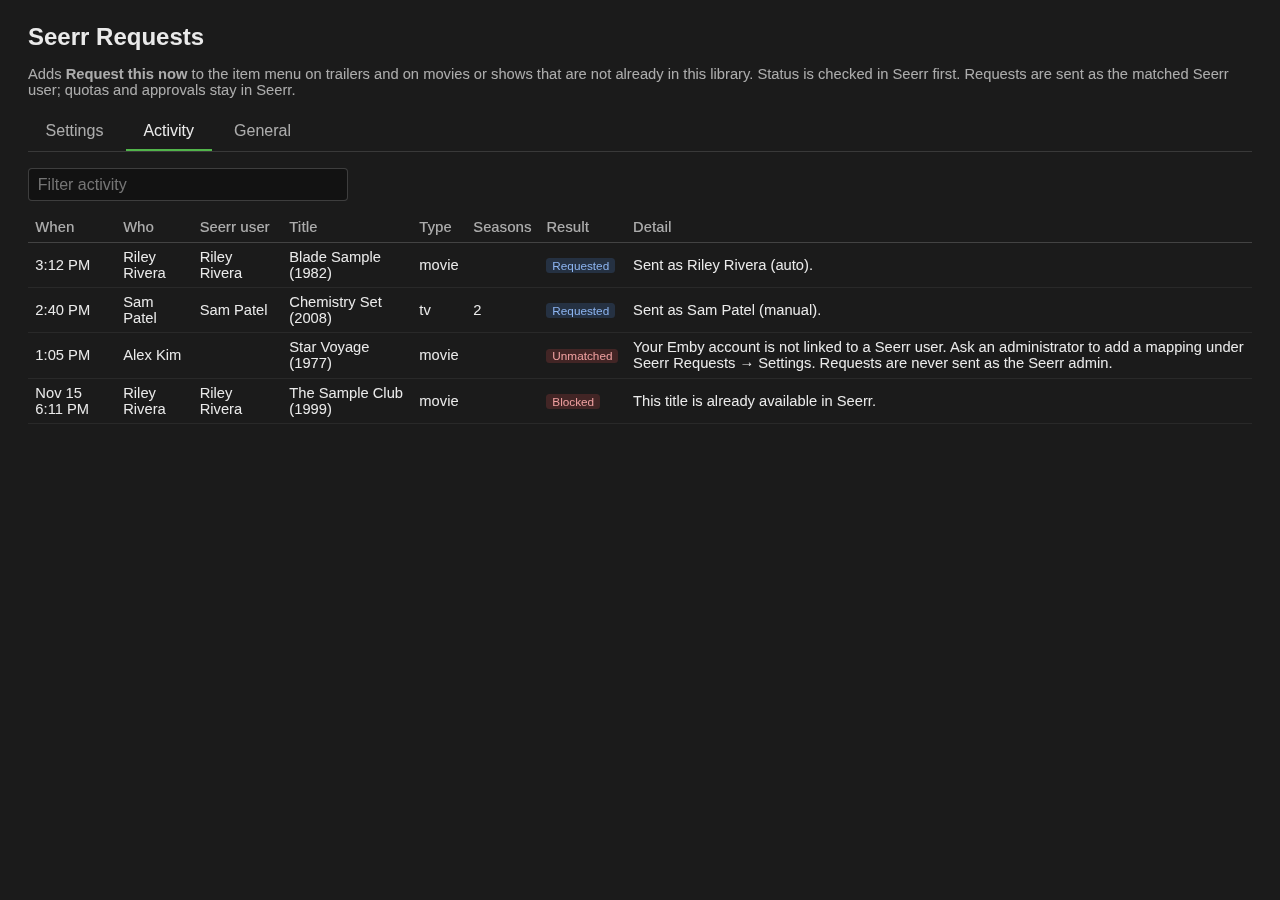 Seerr Requests
Adds Request this now to the item menu on trailers and on movies or shows that are not already in this library. Status is checked in Seerr first. Requests are sent as the matched Seerr
user; quotas and approvals stay in Seerr.
Settings Activity General
Filter activity
When Who Seerr user Title Type Seasons Result Detail
3:12 PM Riley Rivera Riley Rivera Blade Sample (1982) movie Requested Sent as Riley Rivera (auto).
2:40 PM Sam Patel Sam Patel Chemistry Set (2008) tv 2 Requested Sent as Sam Patel (manual).
1:05 PM Alex Kim Star Voyage (1977) movie Unmatched Your Emby account is not linked to a Seerr user. Ask an administrator to add a mapping under Seerr Requests → Settings. Requests are never sent as the Seerr admin.
Nov 15 6:11 PM Riley Rivera Riley Rivera The Sample Club (1999) movie Blocked This title is already available in Seerr.